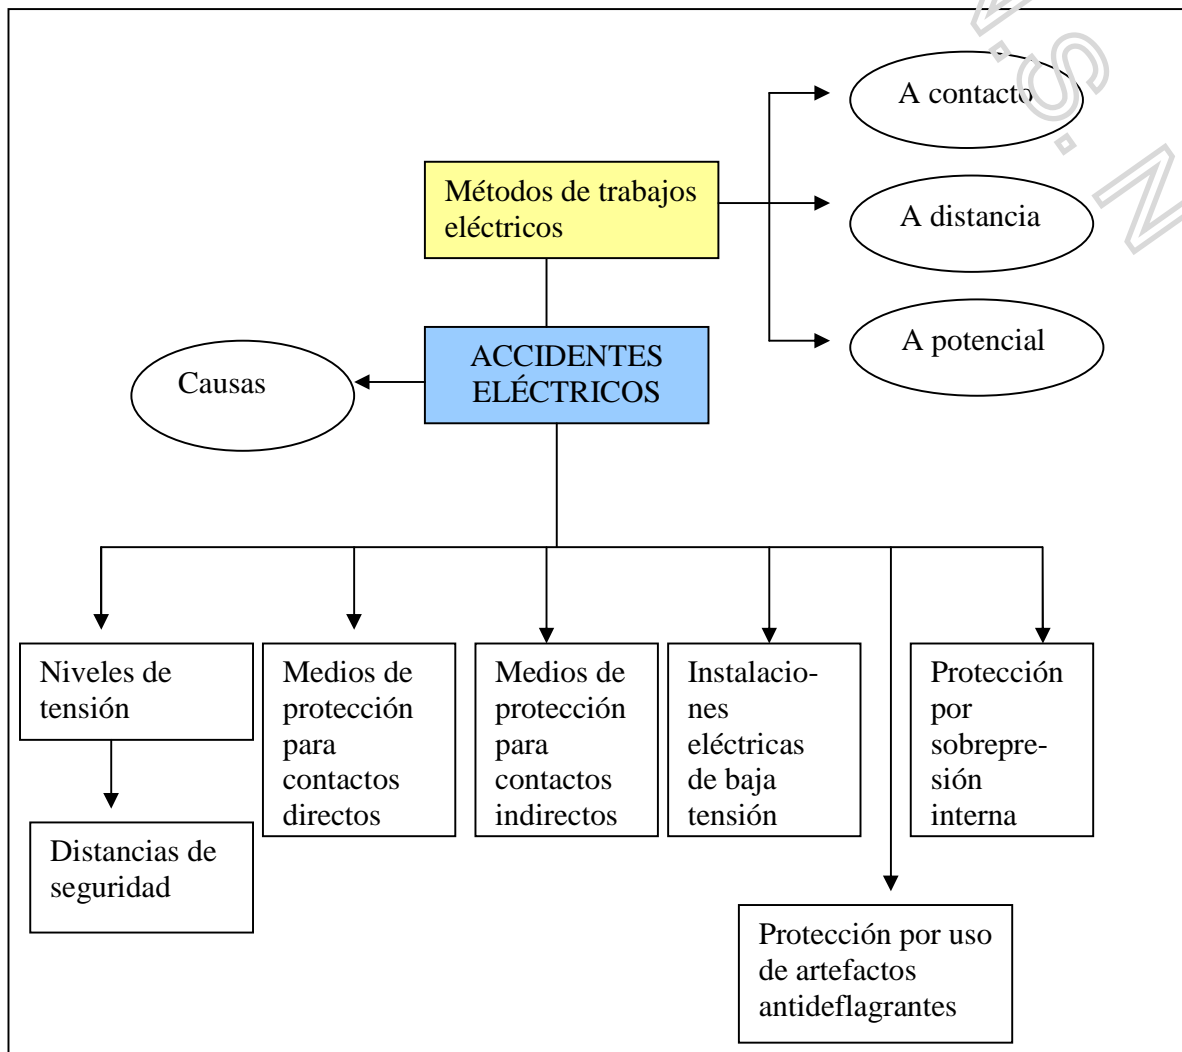 N.S.N
A contacto
Métodos de trabajos
eléctricos
A distancia
A potencial
ACCIDENTES
ELÉCTRICOS
Causas
Niveles de
tensión
Medios de
protección
para
contactos
directos
Medios de
protección
para
contactos
indirectos
Instalacio-
nes
eléctricas
de baja
tensión
Protección
por
sobrepre-
sión
interna
Distancias de
seguridad
Protección por uso
de artefactos
antideflagrantes